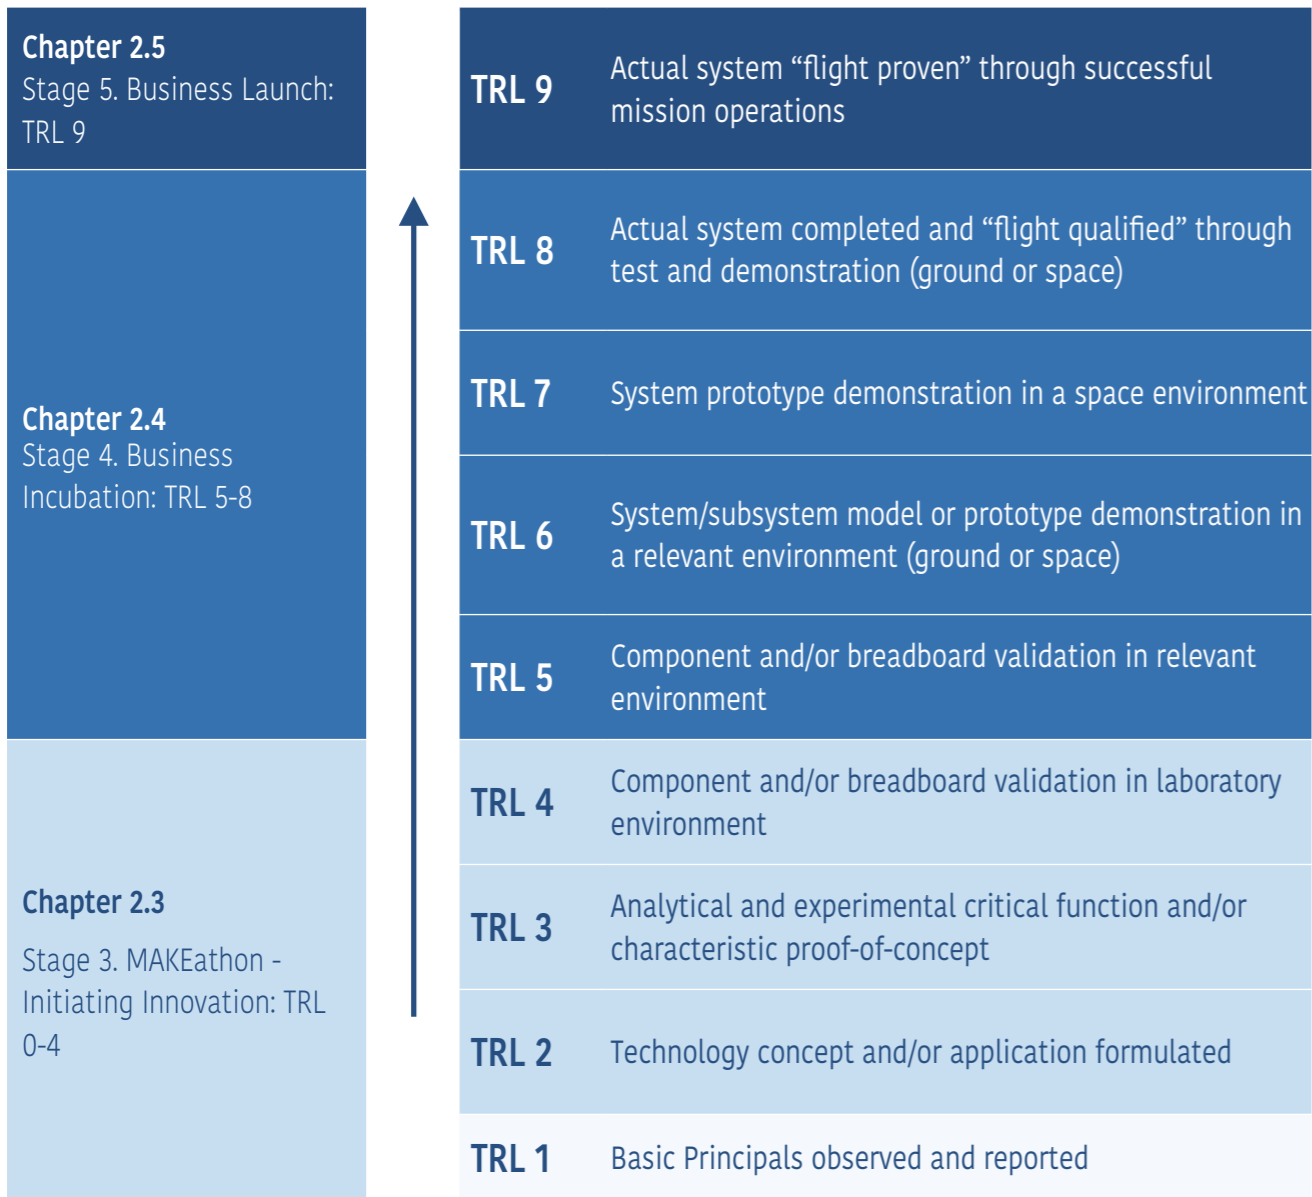 Chapter 2.5
Stage 5. Business Launch:
TRL 9
Chapter 2.4
Stage 4. Business
Incubation: TRL 5-8
Chapter 2.3
Stage 3. MAKEathon -
Initiating Innovation: TRL
0-4
TRL 9
Actual system “flight proven” through successful
mission operations
TRL 8
Actual system completed and “flight qualified” through
test and demonstration (ground or space)
TRL 7
System prototype demonstration in a space environment
TRL 6
System/subsystem model or prototype demonstration in
a relevant environment (ground or space)
TRL 5
Component and/or breadboard validation in relevant
environment
TRL 4
Component and/or breadboard validation in laboratory
environment
TRL 3
Analytical and experimental critical function and/or
characteristic proof-of-concept
TRL 2
Technology concept and/or application formulated
TRL 1
Basic Principals observed and reported